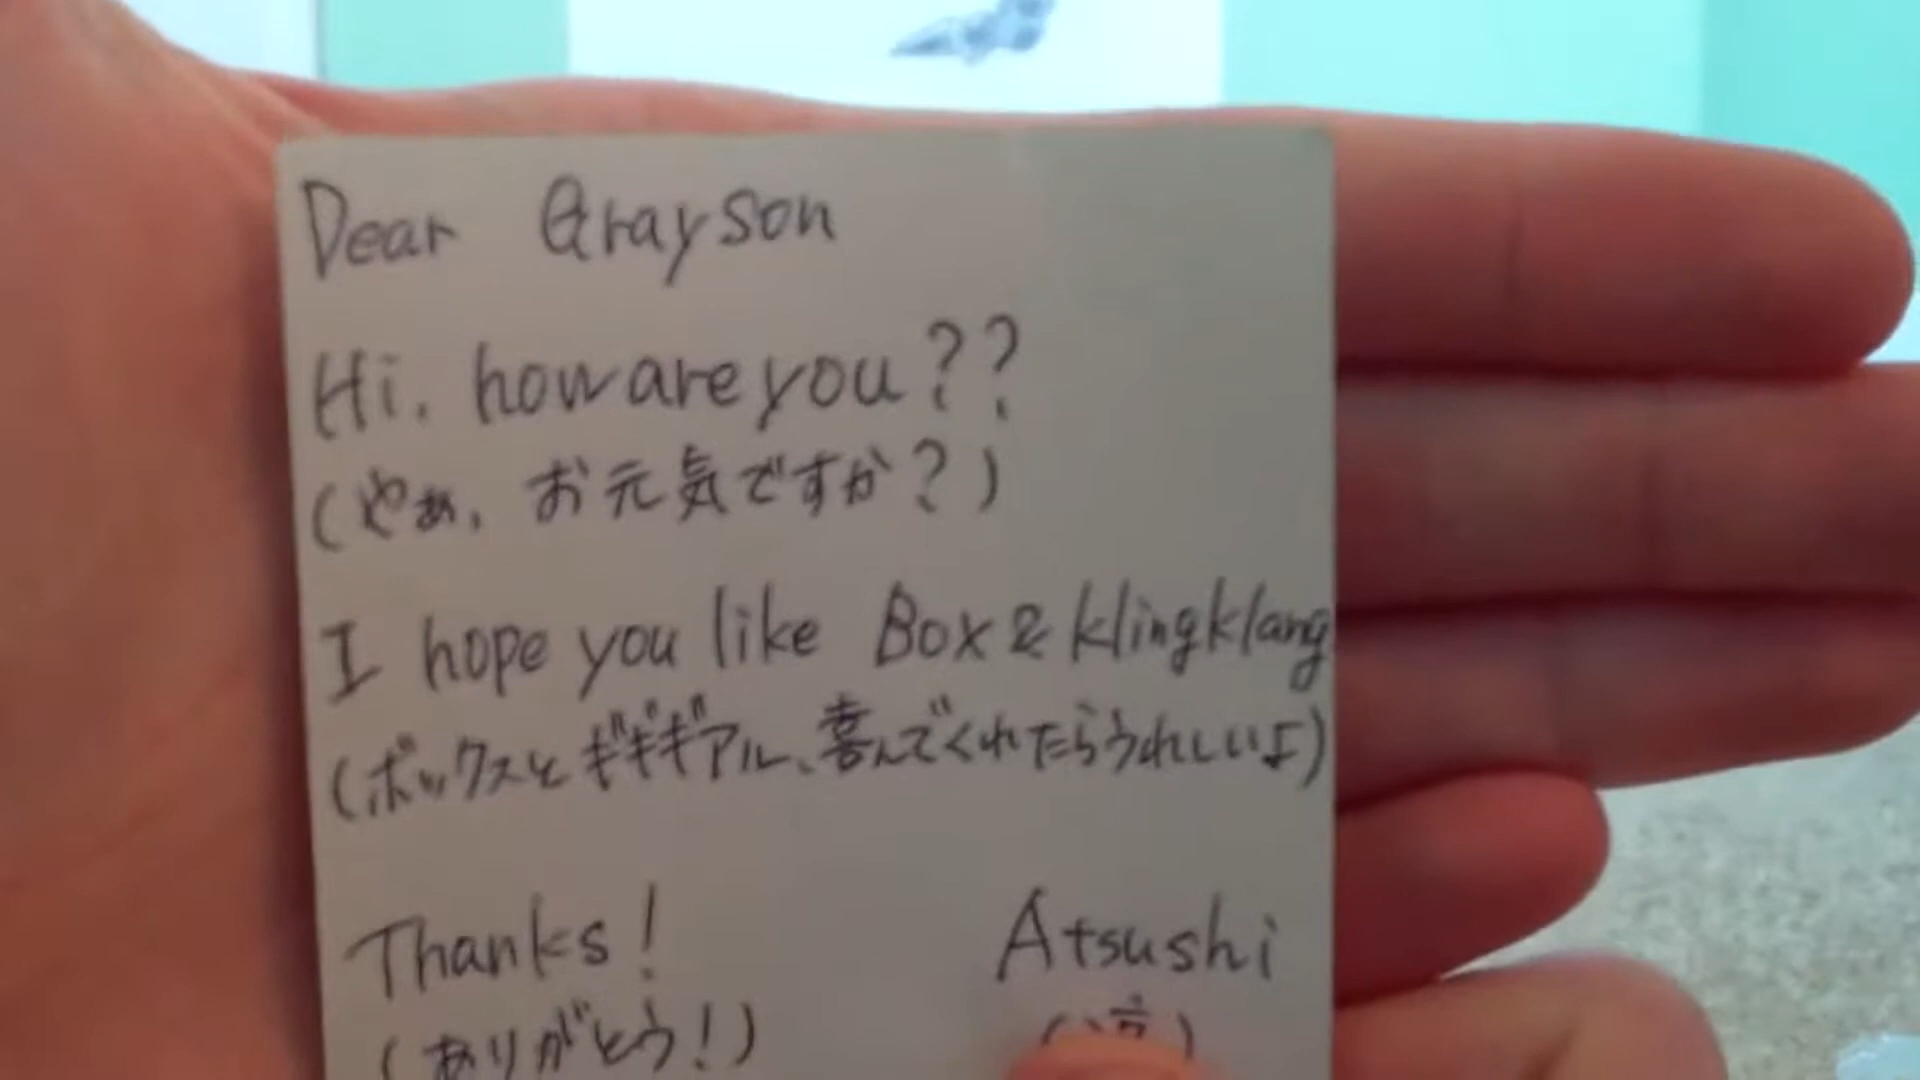 Dear Grayson
Hi. how are you??
(やぁ、お元気ですか?)
I hope you like Box & klingklang
(ボックスとギギギアル、喜んでくれたらうれしいよ)
Thanks!
Atsushi
(ありがとう!)